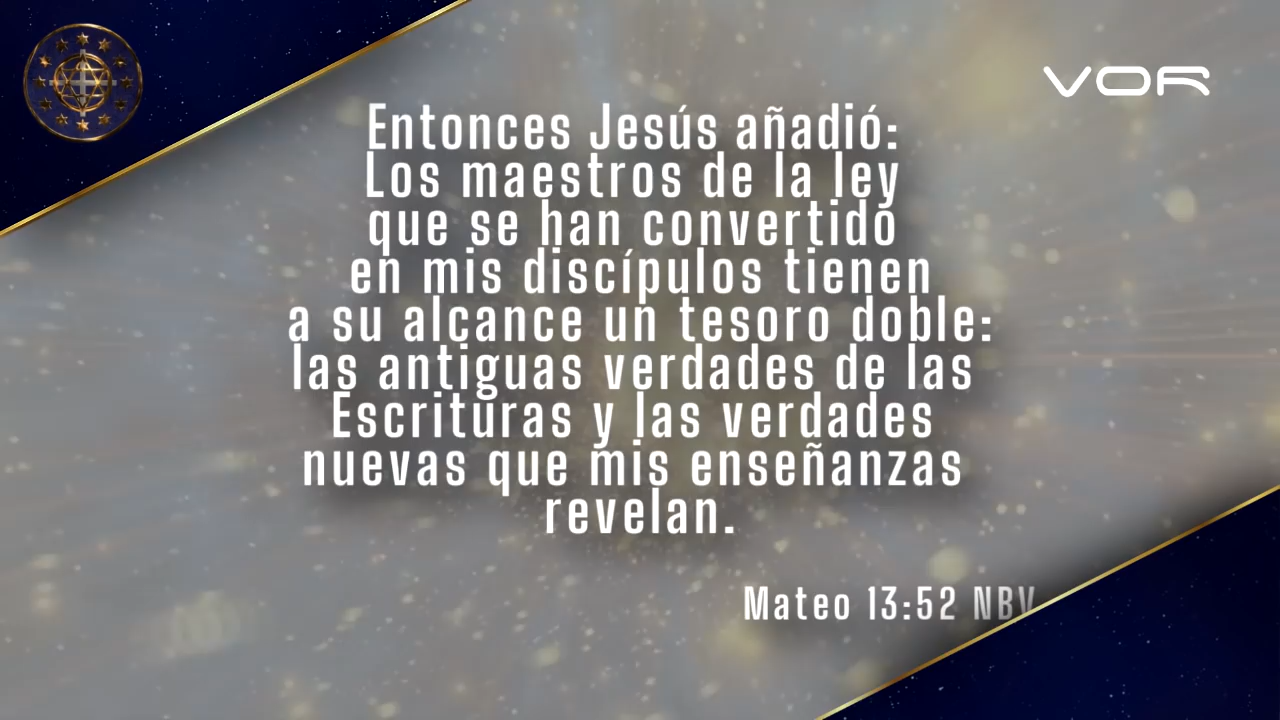 VOR
Entonces Jesús añadió:
Los maestros de la ley
que se han convertido
en mis discípulos tienen
a su alcance un tesoro doble:
las antiguas verdades de las
Escrituras y las verdades
nuevas que mis enseñanzas
revelan.
Mateo 13:52 NBV